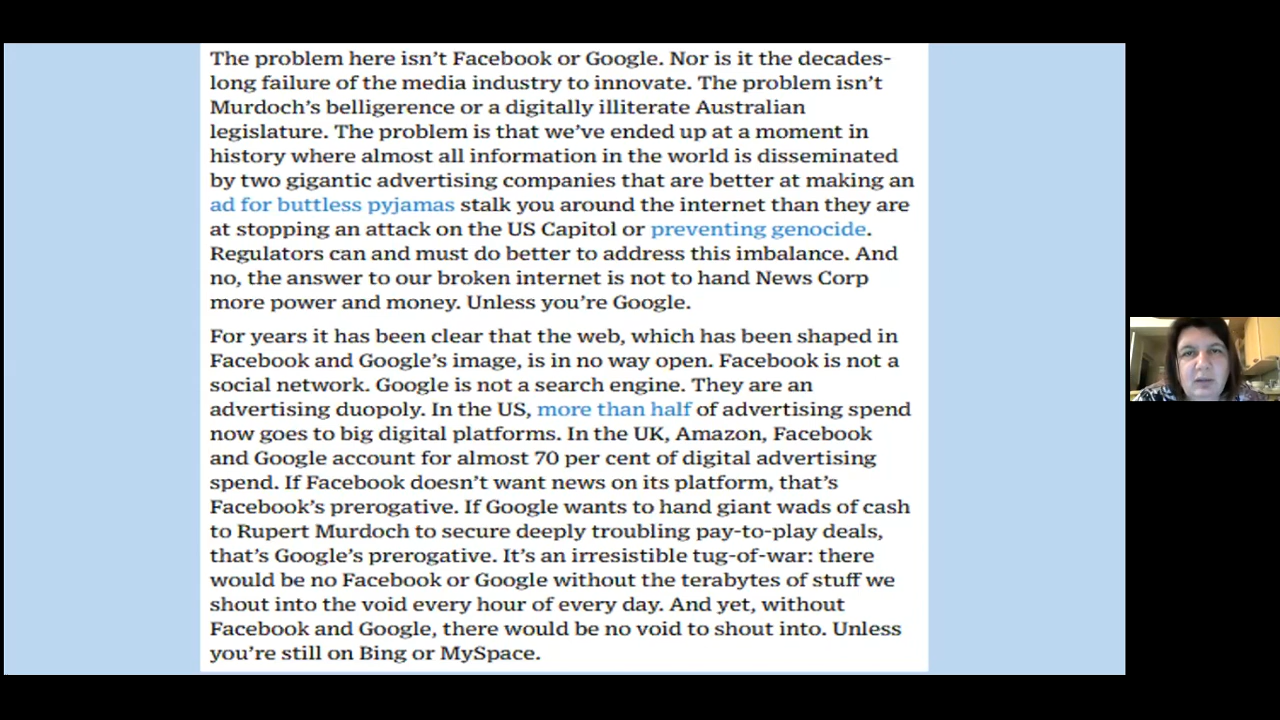 The problem here isn’t Facebook or Google. Nor is it the decades-
long failure of the media industry to innovate. The problem isn’t
Murdoch’s belligerence or a digitally illiterate Australian
legislature. The problem is that we’ve ended up at a moment in
history where almost all information in the world is disseminated
by two gigantic advertising companies that are better at making an
ad for buttless pyjamas stalk you around the internet than they are
at stopping an attack on the US Capitol or preventing genocide.
Regulators can and must do better to address this imbalance. And
no, the answer to our broken internet is not to hand News Corp
more power and money. Unless you’re Google.
For years it has been clear that the web, which has been shaped in
Facebook and Google’s image, is in no way open. Facebook is not a
social network. Google is not a search engine. They are an
advertising duopoly. In the US, more than half of advertising spend
now goes to big digital platforms. In the UK, Amazon, Facebook
and Google account for almost 70 per cent of digital advertising
spend. If Facebook doesn’t want news on its platform, that’s
Facebook’s prerogative. If Google wants to hand giant wads of cash
to Rupert Murdoch to secure deeply troubling pay-to-play deals,
that’s Google’s prerogative. It’s an irresistible tug-of-war: there
would be no Facebook or Google without the terabytes of stuff we
shout into the void every hour of every day. And yet, without
Facebook and Google, there would be no void to shout into. Unless
you’re still on Bing or MySpace.